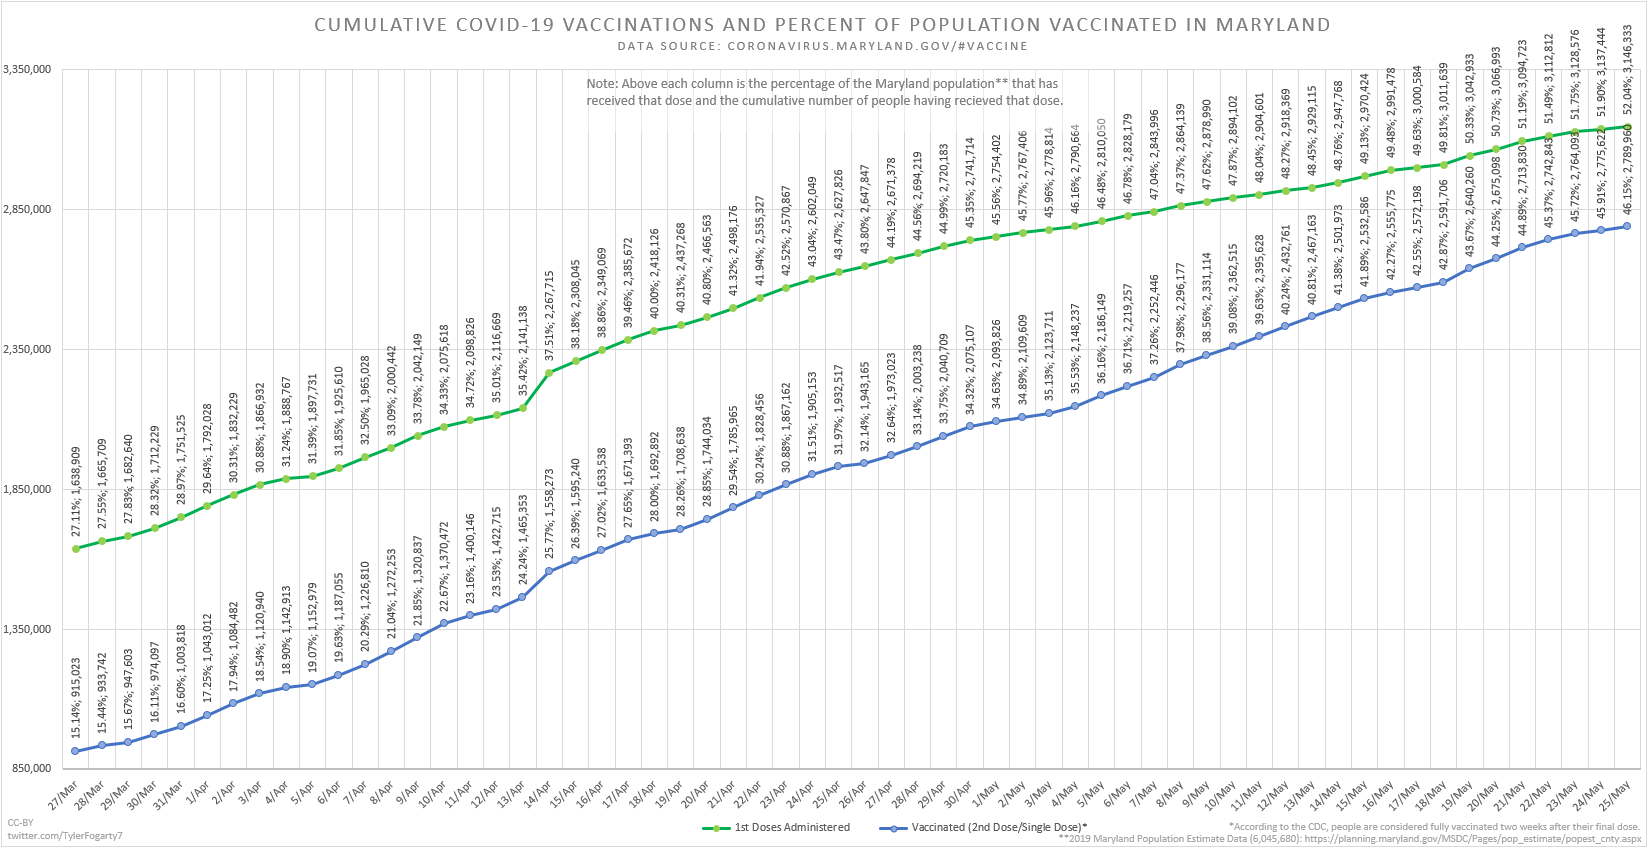 CUMULATIVE COVID-19 VACCINATIONS AND PERCENT OF POPULATION VACCINATED IN MARYLAND
DATA SOURCE: CORONAVIRUS.MARYLAND.GOV/#VACCINE
Note: Above each column is the percentage of the Maryland population** that has
received that dose and the cumulative number of people having recieved that dose.
3,350,000
2,850,000
2,350,000
1,850,000
1,350,000
850,000
27.11%; 1,638,909
27.55%; 1,665,709
27.83%; 1,682,640
28.32%; 1,712,229
28.97%; 1,751,525
29.64%; 1,792,028
30.31%; 1,832,229
30.88%; 1,866,932
31.24%; 1,888,767
31.39%; 1,897,731
31.85%; 1,925,610
32.50%; 1,965,028
33.09%; 2,000,442
33.78%; 2,042,149
34.33%; 2,075,618
34.72%; 2,098,826
35.01%; 2,116,669
35.42%; 2,141,138
37.51%; 2,267,715
38.18%; 2,308,045
38.86%; 2,349,069
39.46%; 2,385,672
40.00%; 2,418,126
40.31%; 2,437,268
40.80%; 2,466,563
41.32%; 2,498,176
41.94%; 2,535,327
42.52%; 2,570,867
43.04%; 2,602,049
43.47%; 2,627,826
43.80%; 2,647,847
44.19%; 2,671,378
44.56%; 2,694,219
44.99%; 2,720,183
45.35%; 2,741,714
45.56%; 2,754,402
45.77%; 2,767,406
45.96%; 2,778,814
46.16%; 2,790,664
46.48%; 2,810,050
46.78%; 2,828,179
47.04%; 2,843,996
47.37%; 2,864,139
47.62%; 2,878,990
47.87%; 2,894,102
48.04%; 2,904,601
48.27%; 2,918,369
48.45%; 2,929,115
48.76%; 2,947,768
49.13%; 2,970,424
49.48%; 2,991,478
49.63%; 3,000,584
49.81%; 3,011,639
50.33%; 3,042,933
50.73%; 3,066,993
51.19%; 3,094,723
51.49%; 3,112,812
51.75%; 3,128,576
51.90%; 3,137,444
52.04%; 3,146,333
15.14%; 915,023
15.44%; 933,742
15.67%; 947,603
16.11%; 974,097
16.60%; 1,003,818
17.25%; 1,043,012
17.94%; 1,084,482
18.54%; 1,120,940
18.90%; 1,142,913
19.07%; 1,152,979
19.63%; 1,187,055
20.29%; 1,226,810
21.04%; 1,272,253
21.85%; 1,320,837
22.67%; 1,370,472
23.16%; 1,400,146
23.53%; 1,422,715
24.24%; 1,465,353
25.77%; 1,558,273
26.39%; 1,595,240
27.02%; 1,633,538
27.65%; 1,671,393
28.00%; 1,692,892
28.26%; 1,708,638
28.85%; 1,744,034
29.54%; 1,785,965
30.24%; 1,828,456
30.88%; 1,867,162
31.51%; 1,905,153
31.97%; 1,932,517
32.14%; 1,943,165
32.64%; 1,973,023
33.14%; 2,003,238
33.75%; 2,040,709
34.32%; 2,075,107
34.63%; 2,093,826
34.89%; 2,109,609
35.13%; 2,123,711
35.53%; 2,148,237
36.16%; 2,186,149
36.71%; 2,219,257
37.26%; 2,252,446
37.98%; 2,296,177
38.56%; 2,331,114
39.08%; 2,362,515
39.63%; 2,395,628
40.24%; 2,432,761
40.81%; 2,467,163
41.38%; 2,501,973
41.89%; 2,532,586
42.27%; 2,555,775
42.55%; 2,572,198
42.87%; 2,591,706
43.67%; 2,640,260
44.25%; 2,675,098
44.89%; 2,713,830
45.37%; 2,742,843
45.72%; 2,764,093
45.91%; 2,775,622
46.15%; 2,789,960
27/Mar
28/Mar
29/Mar
30/Mar
31/Mar
1/Apr
2/Apr
3/Apr
4/Apr
5/Apr
6/Apr
7/Apr
8/Apr
9/Apr
10/Apr
11/Apr
12/Apr
13/Apr
14/Apr
15/Apr
16/Apr
17/Apr
18/Apr
19/Apr
20/Apr
21/Apr
22/Apr
23/Apr
24/Apr
25/Apr
26/Apr
27/Apr
28/Apr
29/Apr
30/Apr
1/May
2/May
3/May
4/May
5/May
6/May
7/May
8/May
9/May
10/May
11/May
12/May
13/May
14/May
15/May
16/May
17/May
18/May
19/May
20/May
21/May
22/May
23/May
24/May
25/May
CC-BY
twitter.com/TylerFogarty7
1st Doses Administered
Vaccinated (2nd Dose/Single Dose)*
*According to the CDC, people are considered fully vaccinated two weeks after their final dose.
**2019 Maryland Population Estimate Data (6,045,680): https://planning.maryland.gov/MSDC/Pages/pop_estimate/popest_cnty.aspx